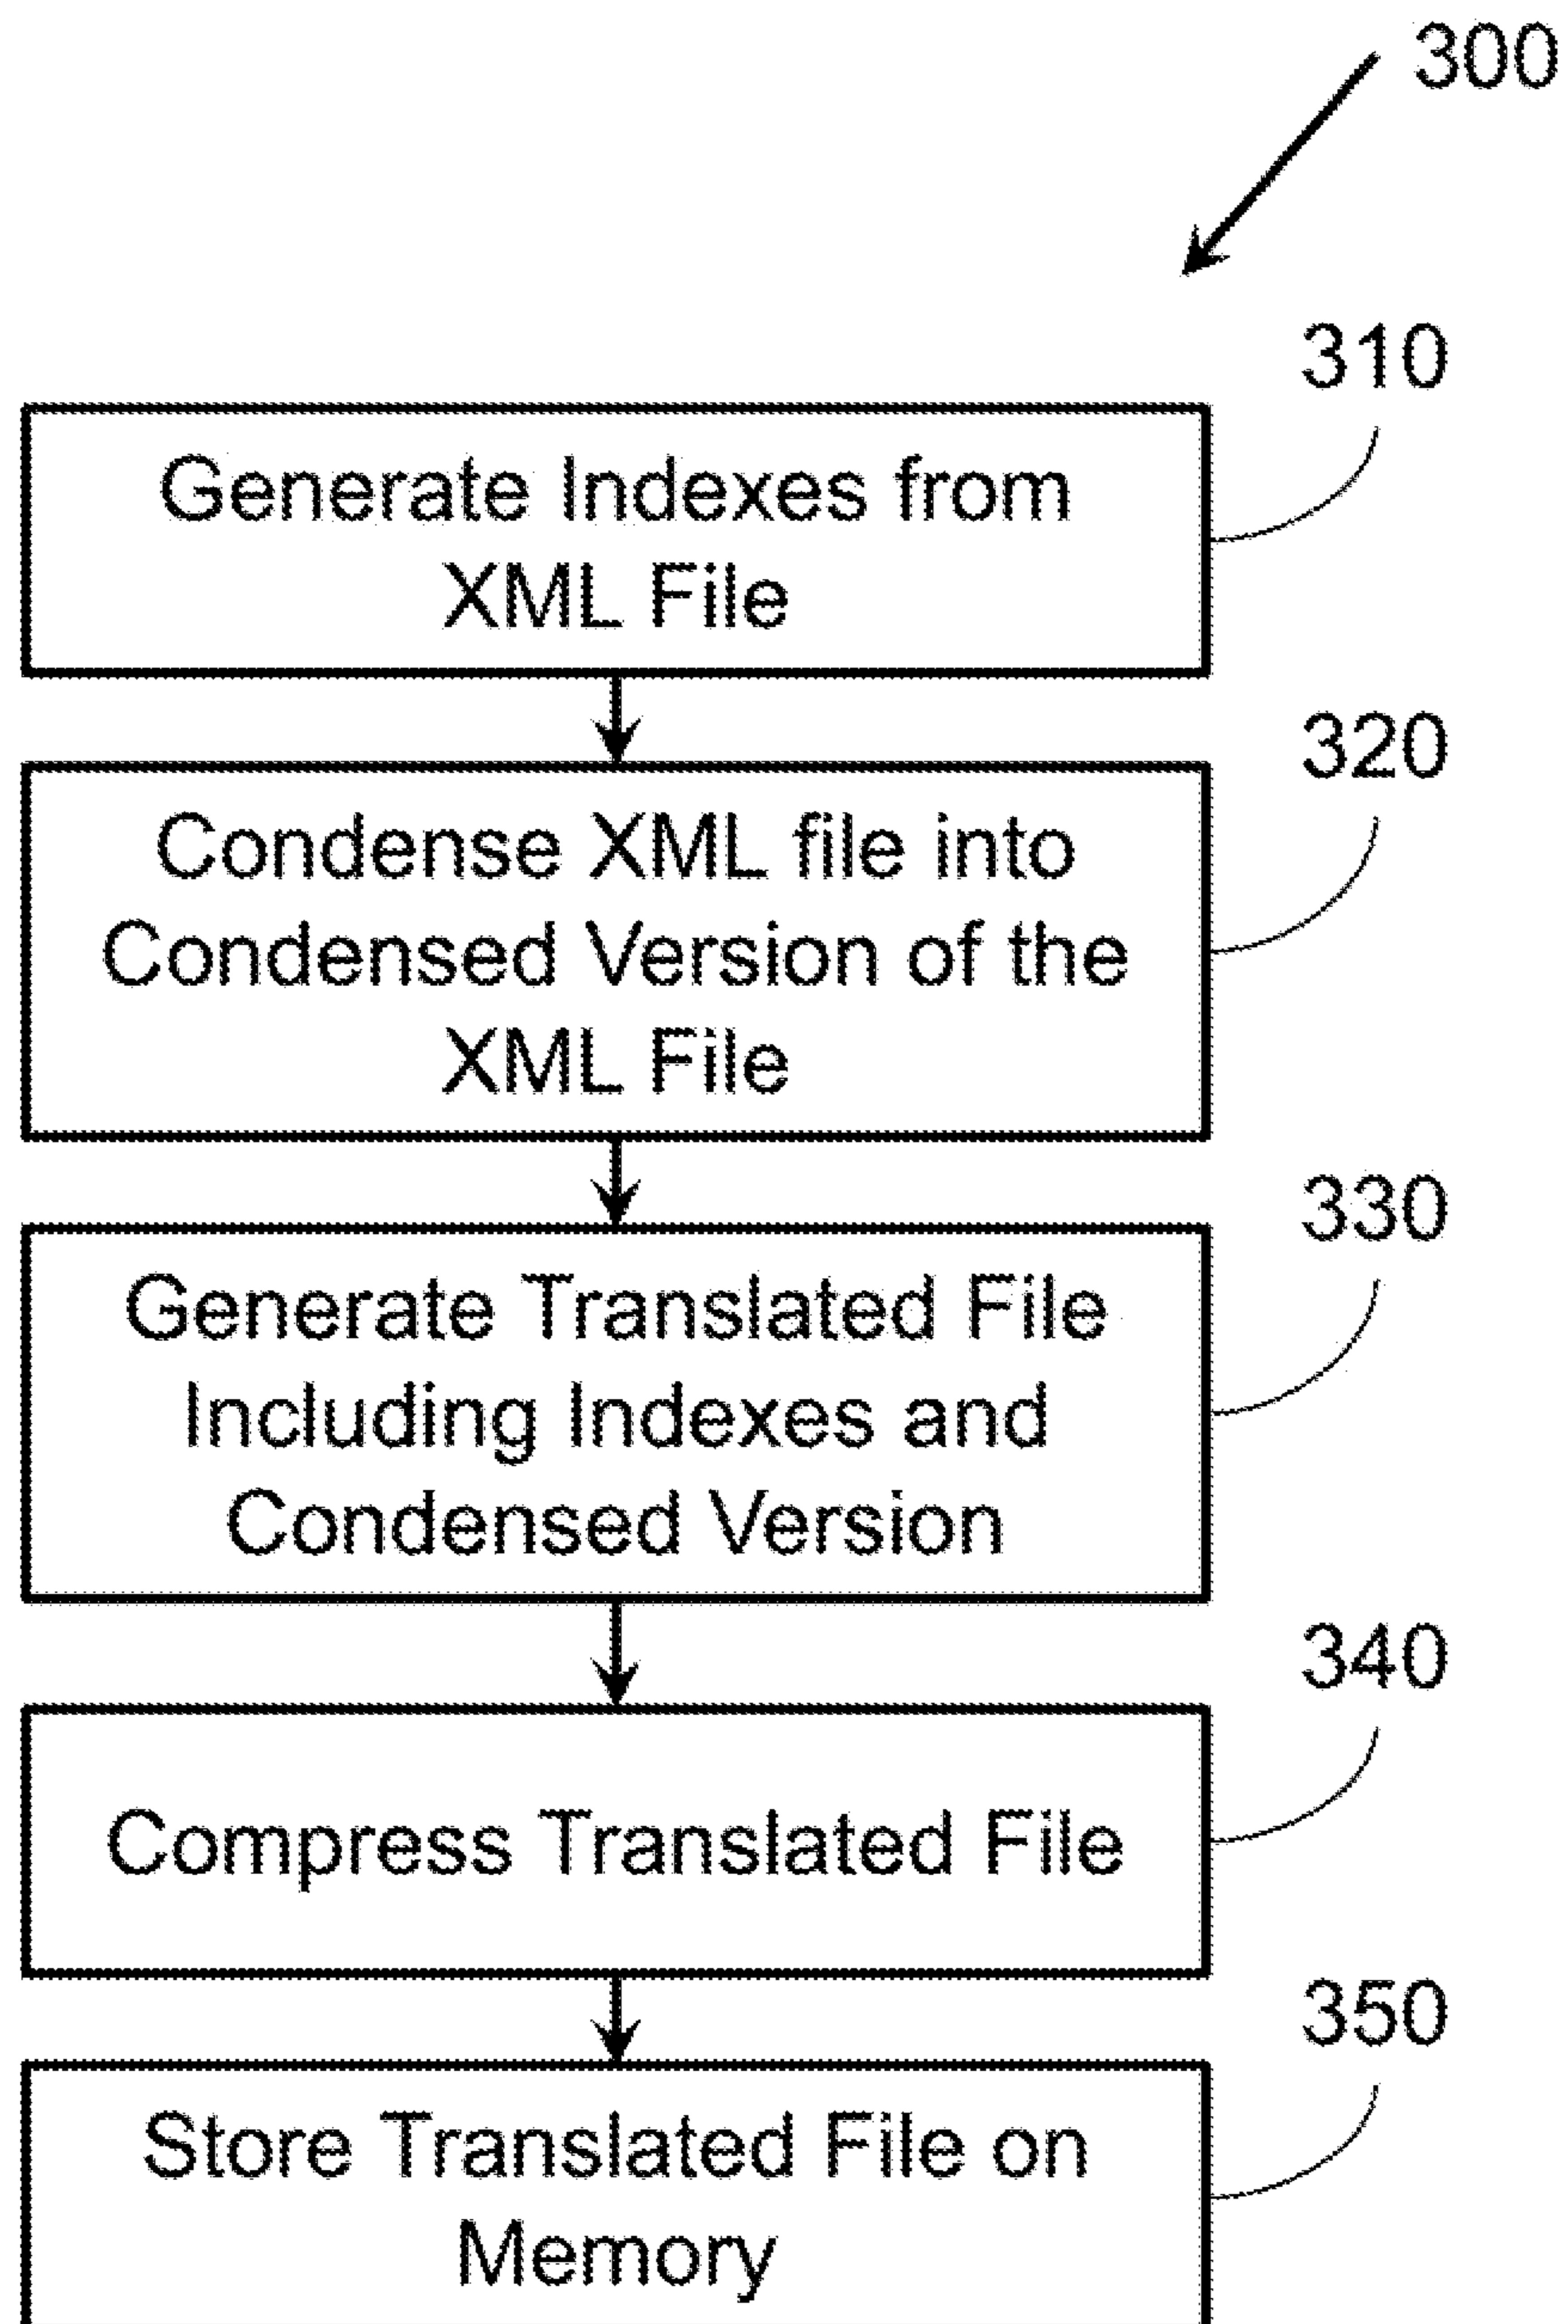 300
310
Generate Indexes from
XML File
320
Condense XML file into
Condensed Version of the
XML File
330
Generate Translated File
Including Indexes and
Condensed Version
340
Compress Translated File
350
Store Translated File on
Memory